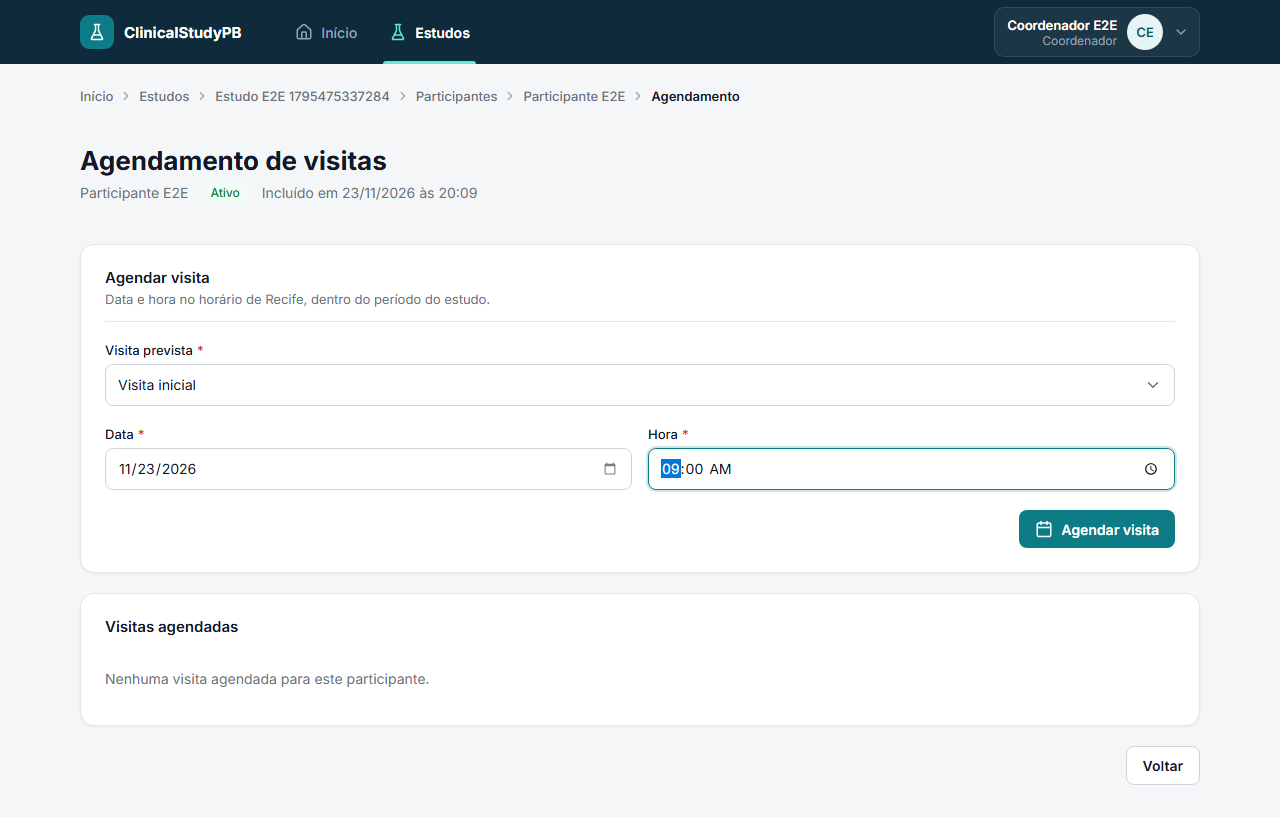 ClinicalStudyPB
Início
Estudos
Coordenador E2E
Coordenador
CE
Início > Estudos > Estudo E2E 1795475337284 > Participantes > Participante E2E > Agendamento
Agendamento de visitas
Participante E2E Ativo Incluído em 23/11/2026 às 20:09
Agendar visita
Data e hora no horário de Recife, dentro do período do estudo.
Visita prevista *
Visita inicial
Data *
Hora *
11/23/2026
09:00 AM
Agendar visita
Visitas agendadas
Nenhuma visita agendada para este participante.
Voltar